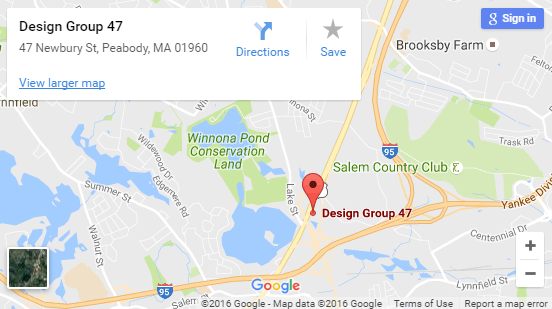 Design Group 47
47 Newbury St, Peabody, MA 01960
Directions
Save
View larger map
Sign in
Brooksby Farm
nnfield
Winnona Pond
Conservation
Land
Wildewood Dr
Edgemere Rd
Summer St
Walnut St
Lake St
95
Salem Country Club
Trask Rd
Yankee Divi
Design Group 47
Centennial Dr
95
Salem
Lynnfield St
+
−
Google
©2016 Google - Map data ©2016 Google
Terms of Use
Report a map error